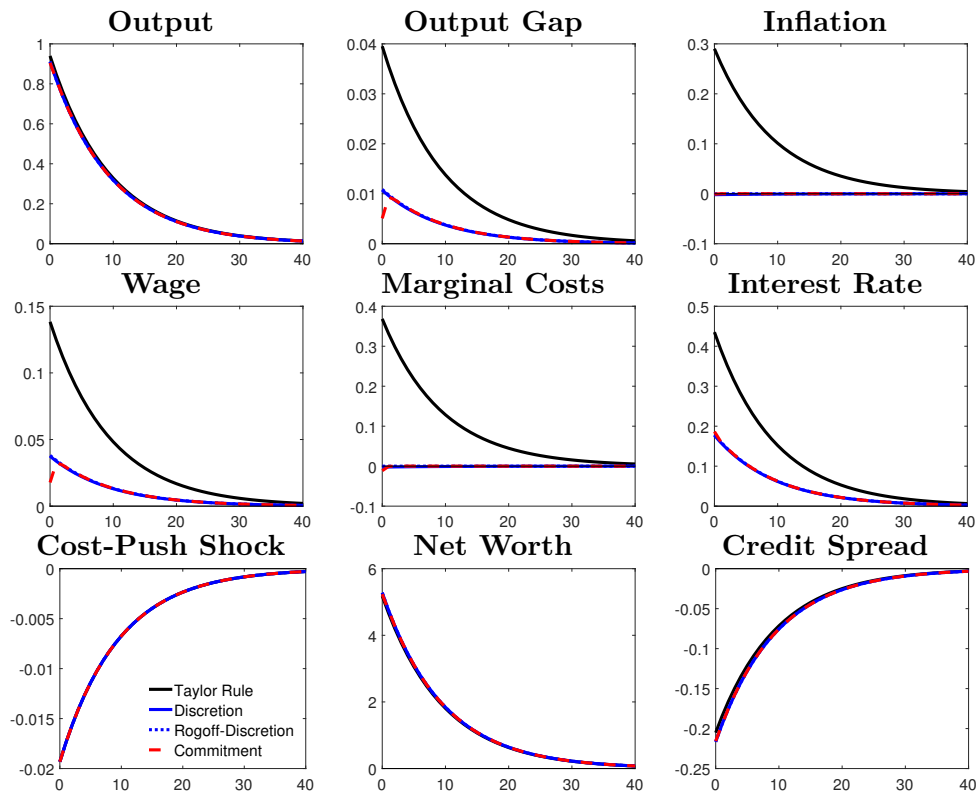 Output
Output Gap
Inflation
1
0.8
0.6
0.4
0.2
0
0 10 20 30 40
0.04
0.03
0.02
0.01
0
0 10 20 30 40
0.3
0.2
0.1
0
-0.1
0 10 20 30 40
Wage
Marginal Costs
Interest Rate
0.15
0.1
0.05
0
0 10 20 30 40
0.4
0.3
0.2
0.1
0
-0.1
0 10 20 30 40
0.5
0.4
0.3
0.2
0.1
0
0 10 20 30 40
Cost-Push Shock
Net Worth
Credit Spread
0
-0.005
-0.01
-0.015
-0.02
0 10 20 30 40
Taylor Rule
Discretion
Rogoff-Discretion
Commitment
6
4
2
0
0 10 20 30 40
0
-0.05
-0.1
-0.15
-0.2
-0.25
0 10 20 30 40